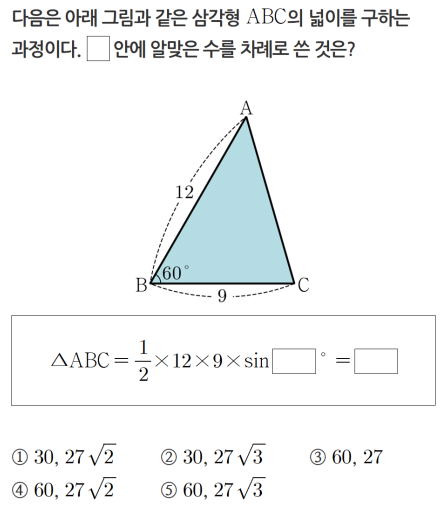 다음은 아래 그림과 같은 삼각형 ABC의 넓이를 구하는
과정이다. □ 안에 알맞은 수를 차례로 쓴 것은?
A
12
60°
B
C
9
△ABC = 1/2 × 12 × 9 × sin □ ° = □
① 30, 27√2 ② 30, 27√3 ③ 60, 27
④ 60, 27√2 ⑤ 60, 27√3